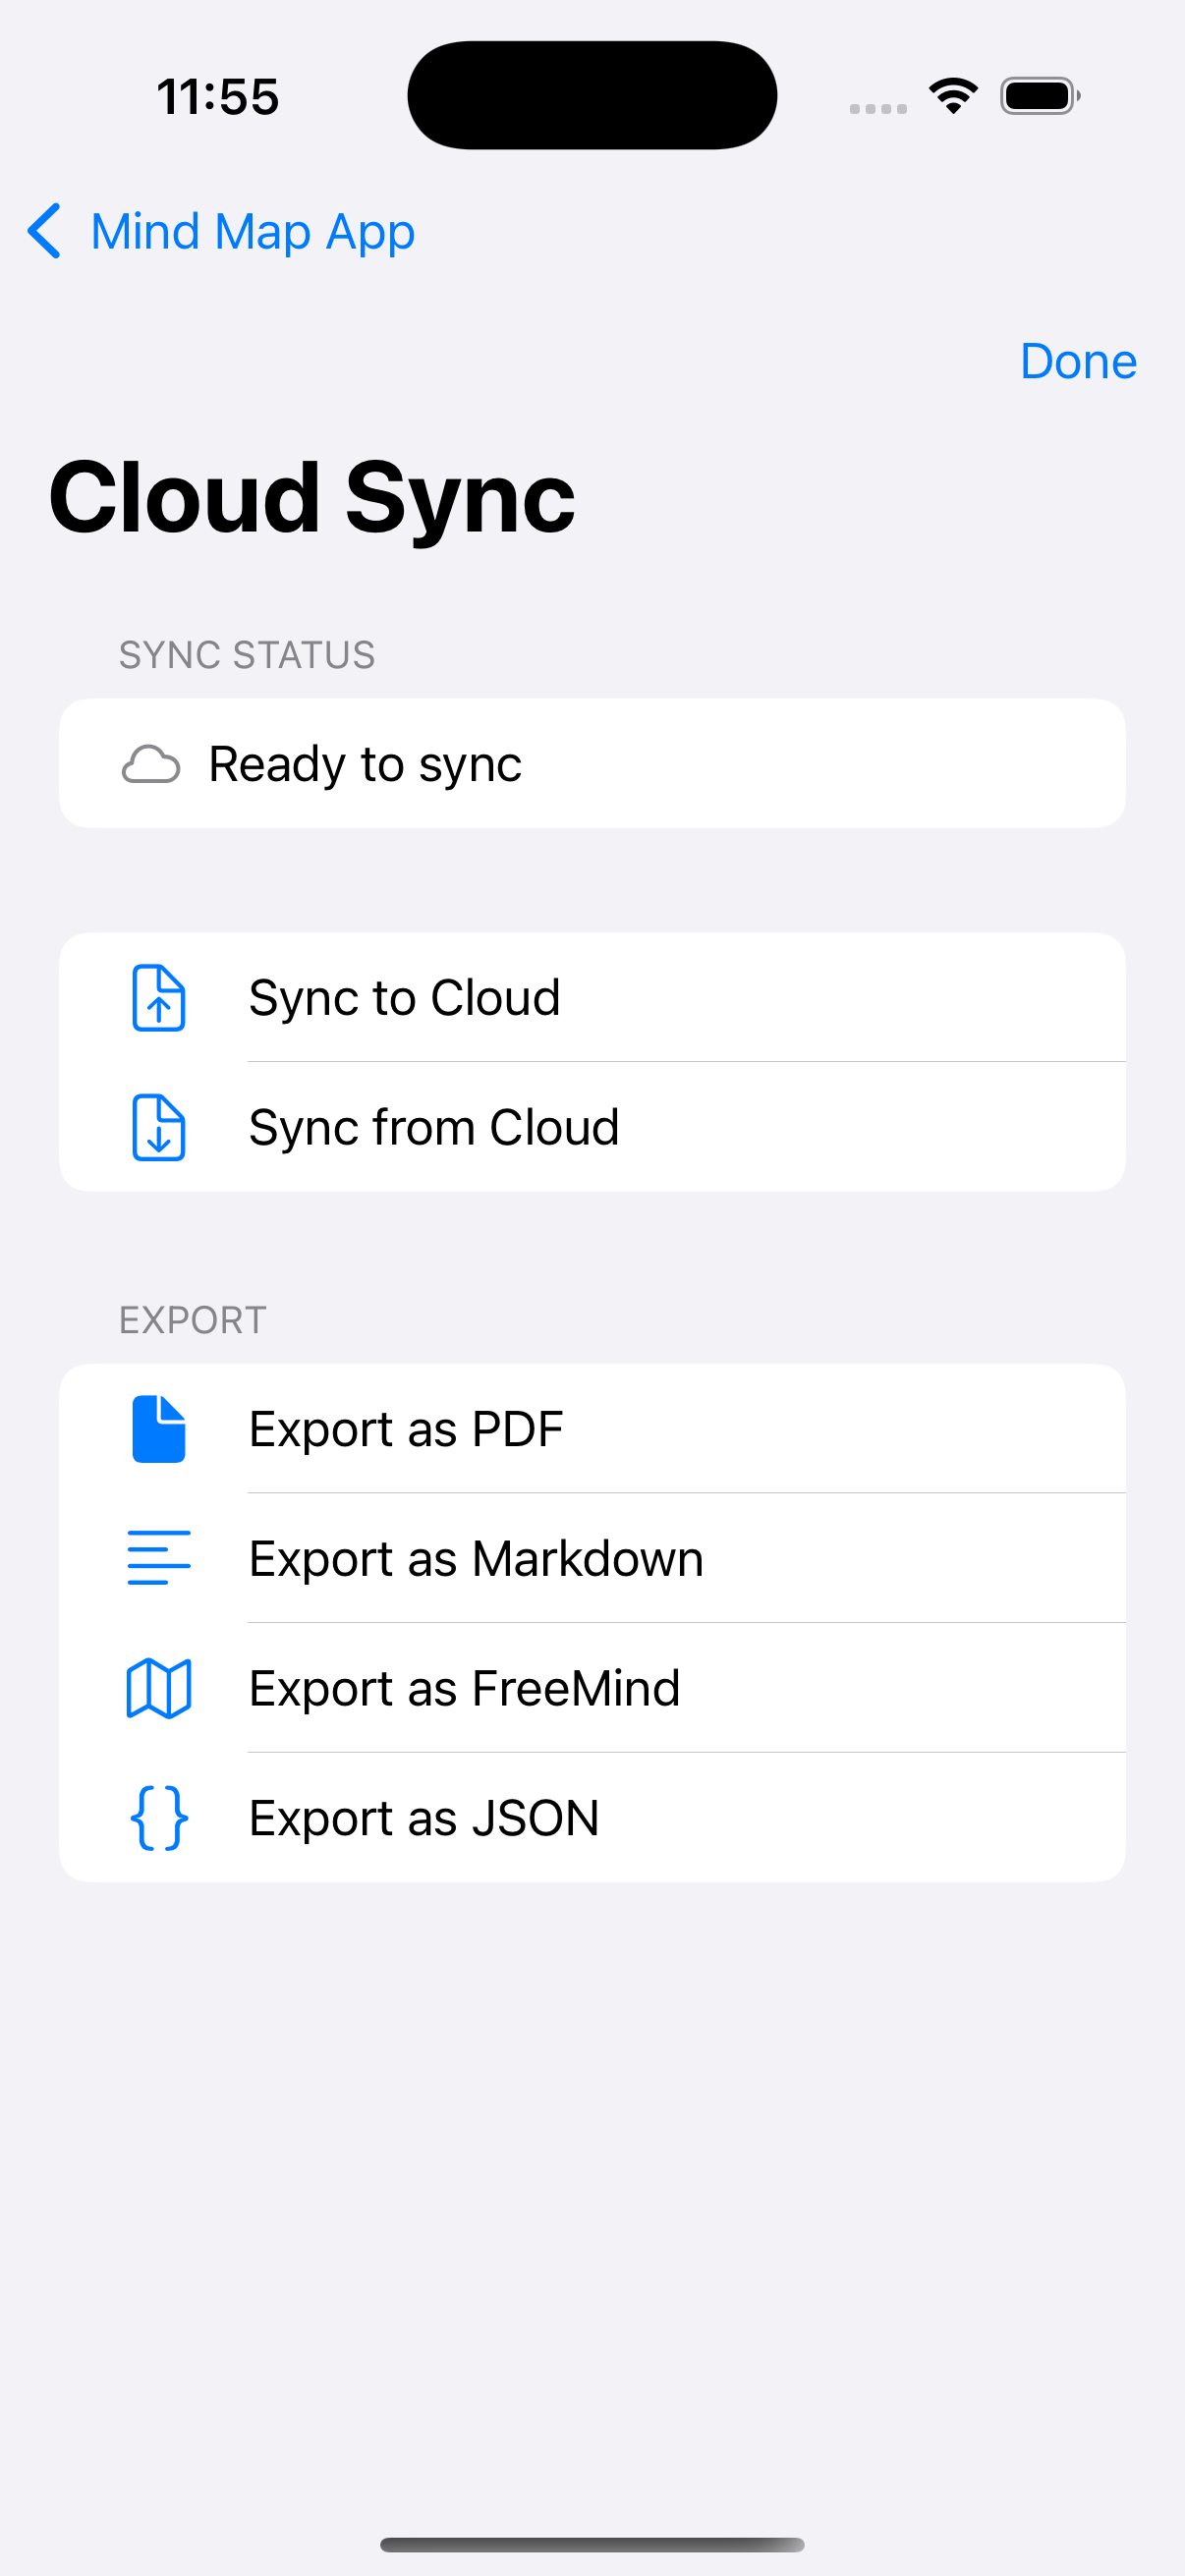 11:55
Mind Map App
Done
Cloud Sync
SYNC STATUS
Ready to sync
Sync to Cloud
Sync from Cloud
EXPORT
Export as PDF
Export as Markdown
Export as FreeMind
Export as JSON